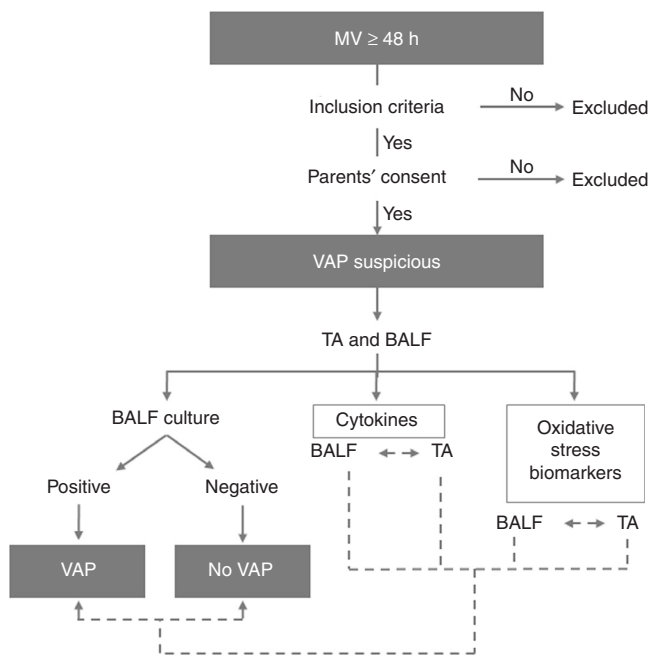 MV ≥ 48 h
Inclusion criteria
No
Excluded
Yes
Parents′ consent
No
Excluded
Yes
VAP suspicious
TA and BALF
BALF culture
Cytokines
Oxidative
stress
biomarkers
BALF
TA
Positive
Negative
BALF
TA
VAP
No VAP